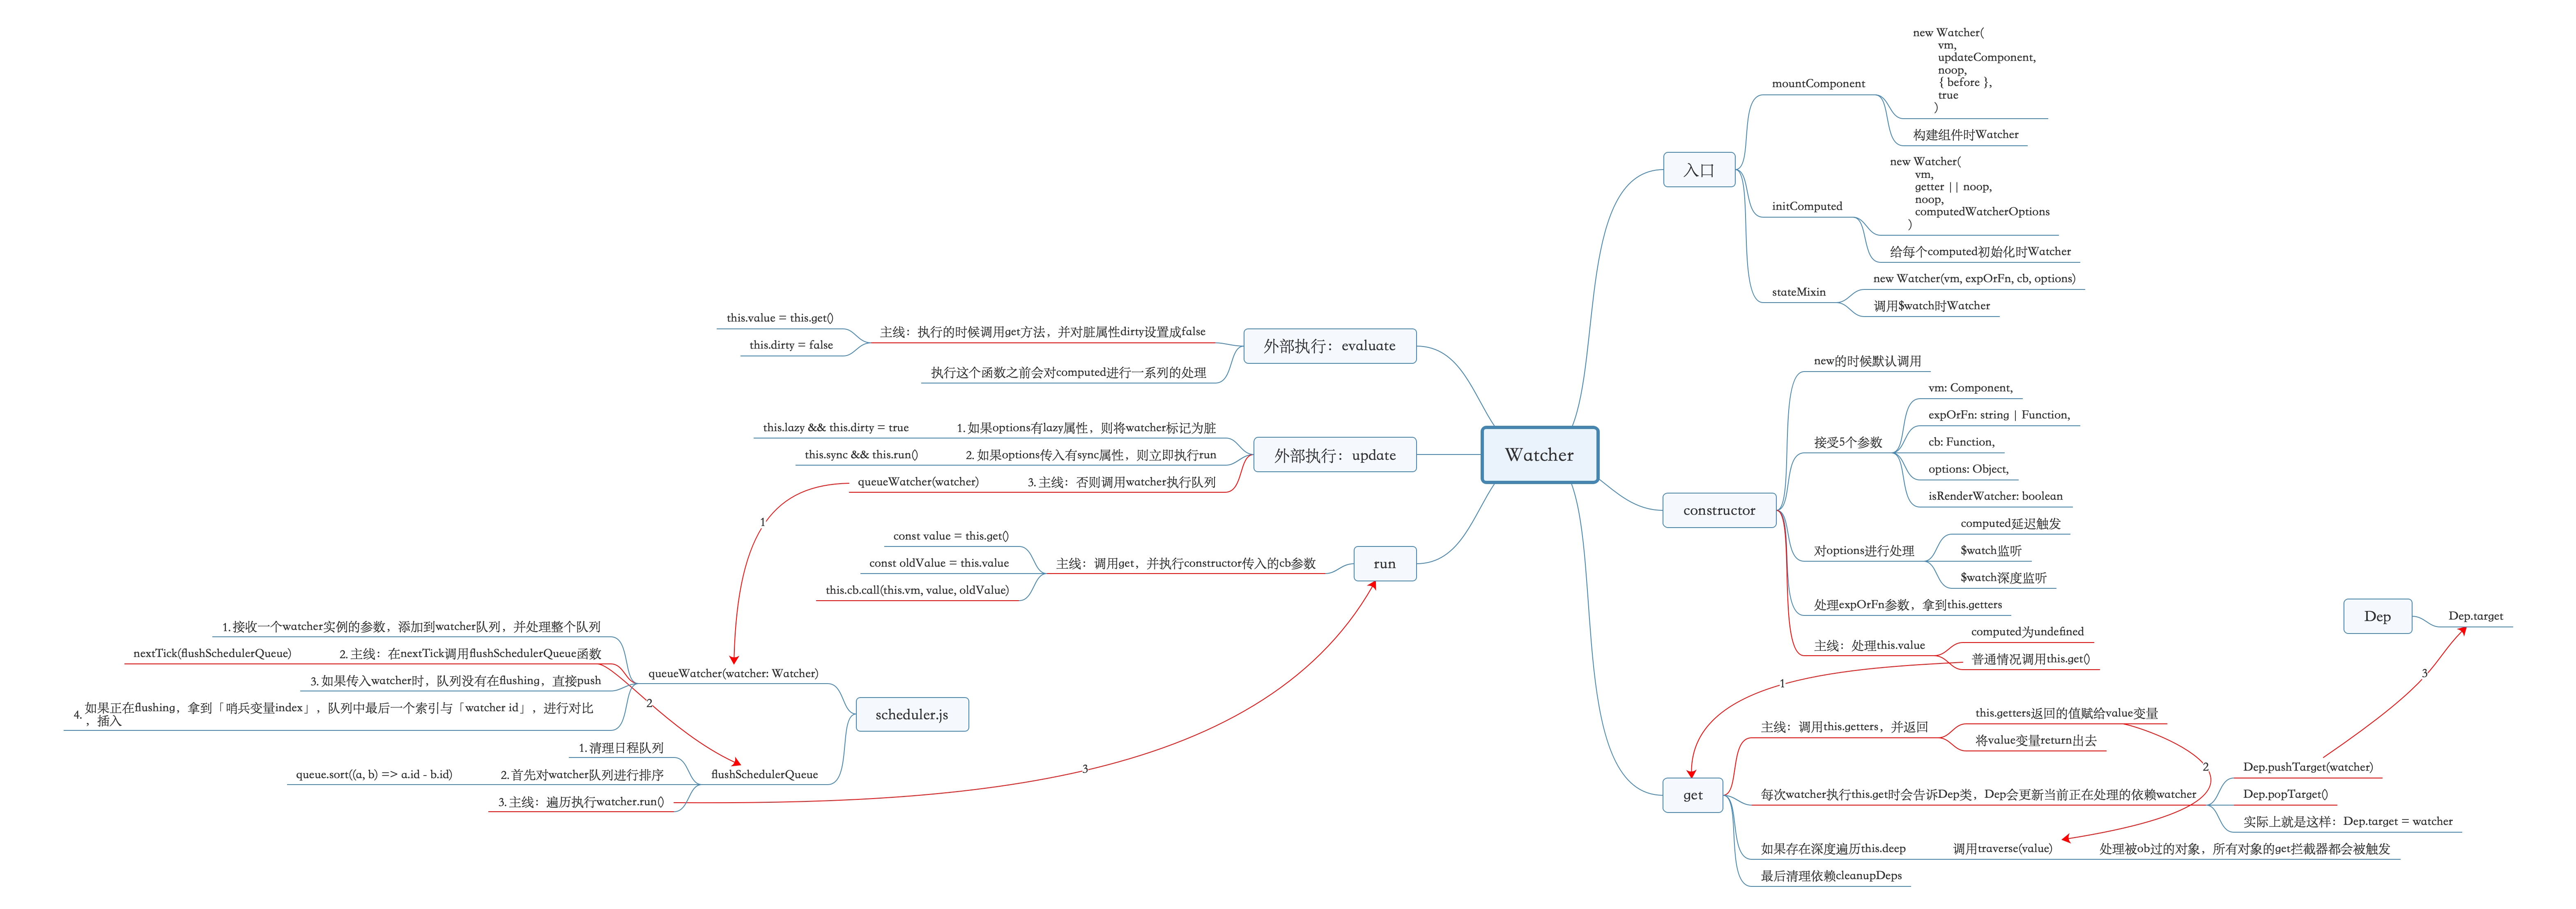 Watcher
入口
mountComponent
new Watcher(
vm,
updateComponent,
noop,
{ before },
true
)
构建组件时Watcher
initComputed
new Watcher(
vm,
getter || noop,
noop,
computedWatcherOptions
)
给每个computed初始化时Watcher
stateMixin
new Watcher(vm, expOrFn, cb, options)
调用$watch时Watcher
constructor
new的时候默认调用
接受5个参数
vm: Component,
expOrFn: string | Function,
cb: Function,
options: Object,
isRenderWatcher: boolean
对options进行处理
computed延迟触发
$watch监听
$watch深度监听
处理expOrFn参数，拿到this.getters
主线：处理this.value
computed为undefined
普通情况调用this.get()
1
get
主线：调用this.getters，并返回
this.getters返回的值赋给value变量
将value变量return出去
2
每次watcher执行this.get时会告诉Dep类，Dep会更新当前正在处理的依赖watcher
Dep.pushTarget(watcher)
Dep.popTarget()
实际上就是这样：Dep.target = watcher
如果存在深度遍历this.deep
调用traverse(value)
处理被ob过的对象，所有对象的get拦截器都会被触发
最后清理依赖cleanupDeps
3
Dep
Dep.target
外部执行：evaluate
主线：执行的时候调用get方法，并对脏属性dirty设置成false
this.value = this.get()
this.dirty = false
执行这个函数之前会对computed进行一系列的处理
外部执行：update
1. 如果options有lazy属性，则将watcher标记为脏
this.lazy && this.dirty = true
2. 如果options传入有sync属性，则立即执行run
this.sync && this.run()
3. 主线：否则调用watcher执行队列
queueWatcher(watcher)
1
run
主线：调用get，并执行constructor传入的cb参数
const value = this.get()
const oldValue = this.value
this.cb.call(this.vm, value, oldValue)
scheduler.js
queueWatcher(watcher: Watcher)
1. 接收一个watcher实例的参数，添加到watcher队列，并处理整个队列
2. 主线：在nextTick调用flushSchedulerQueue函数
nextTick(flushSchedulerQueue)
3. 如果传入watcher时，队列没有在flushing，直接push
4. 如果正在flushing，拿到「哨兵变量index」，队列中最后一个索引与「watcher id」，进行对比
，插入
2
flushSchedulerQueue
1. 清理日程队列
2. 首先对watcher队列进行排序
queue.sort((a, b) => a.id - b.id)
3. 主线：遍历执行watcher.run()
3